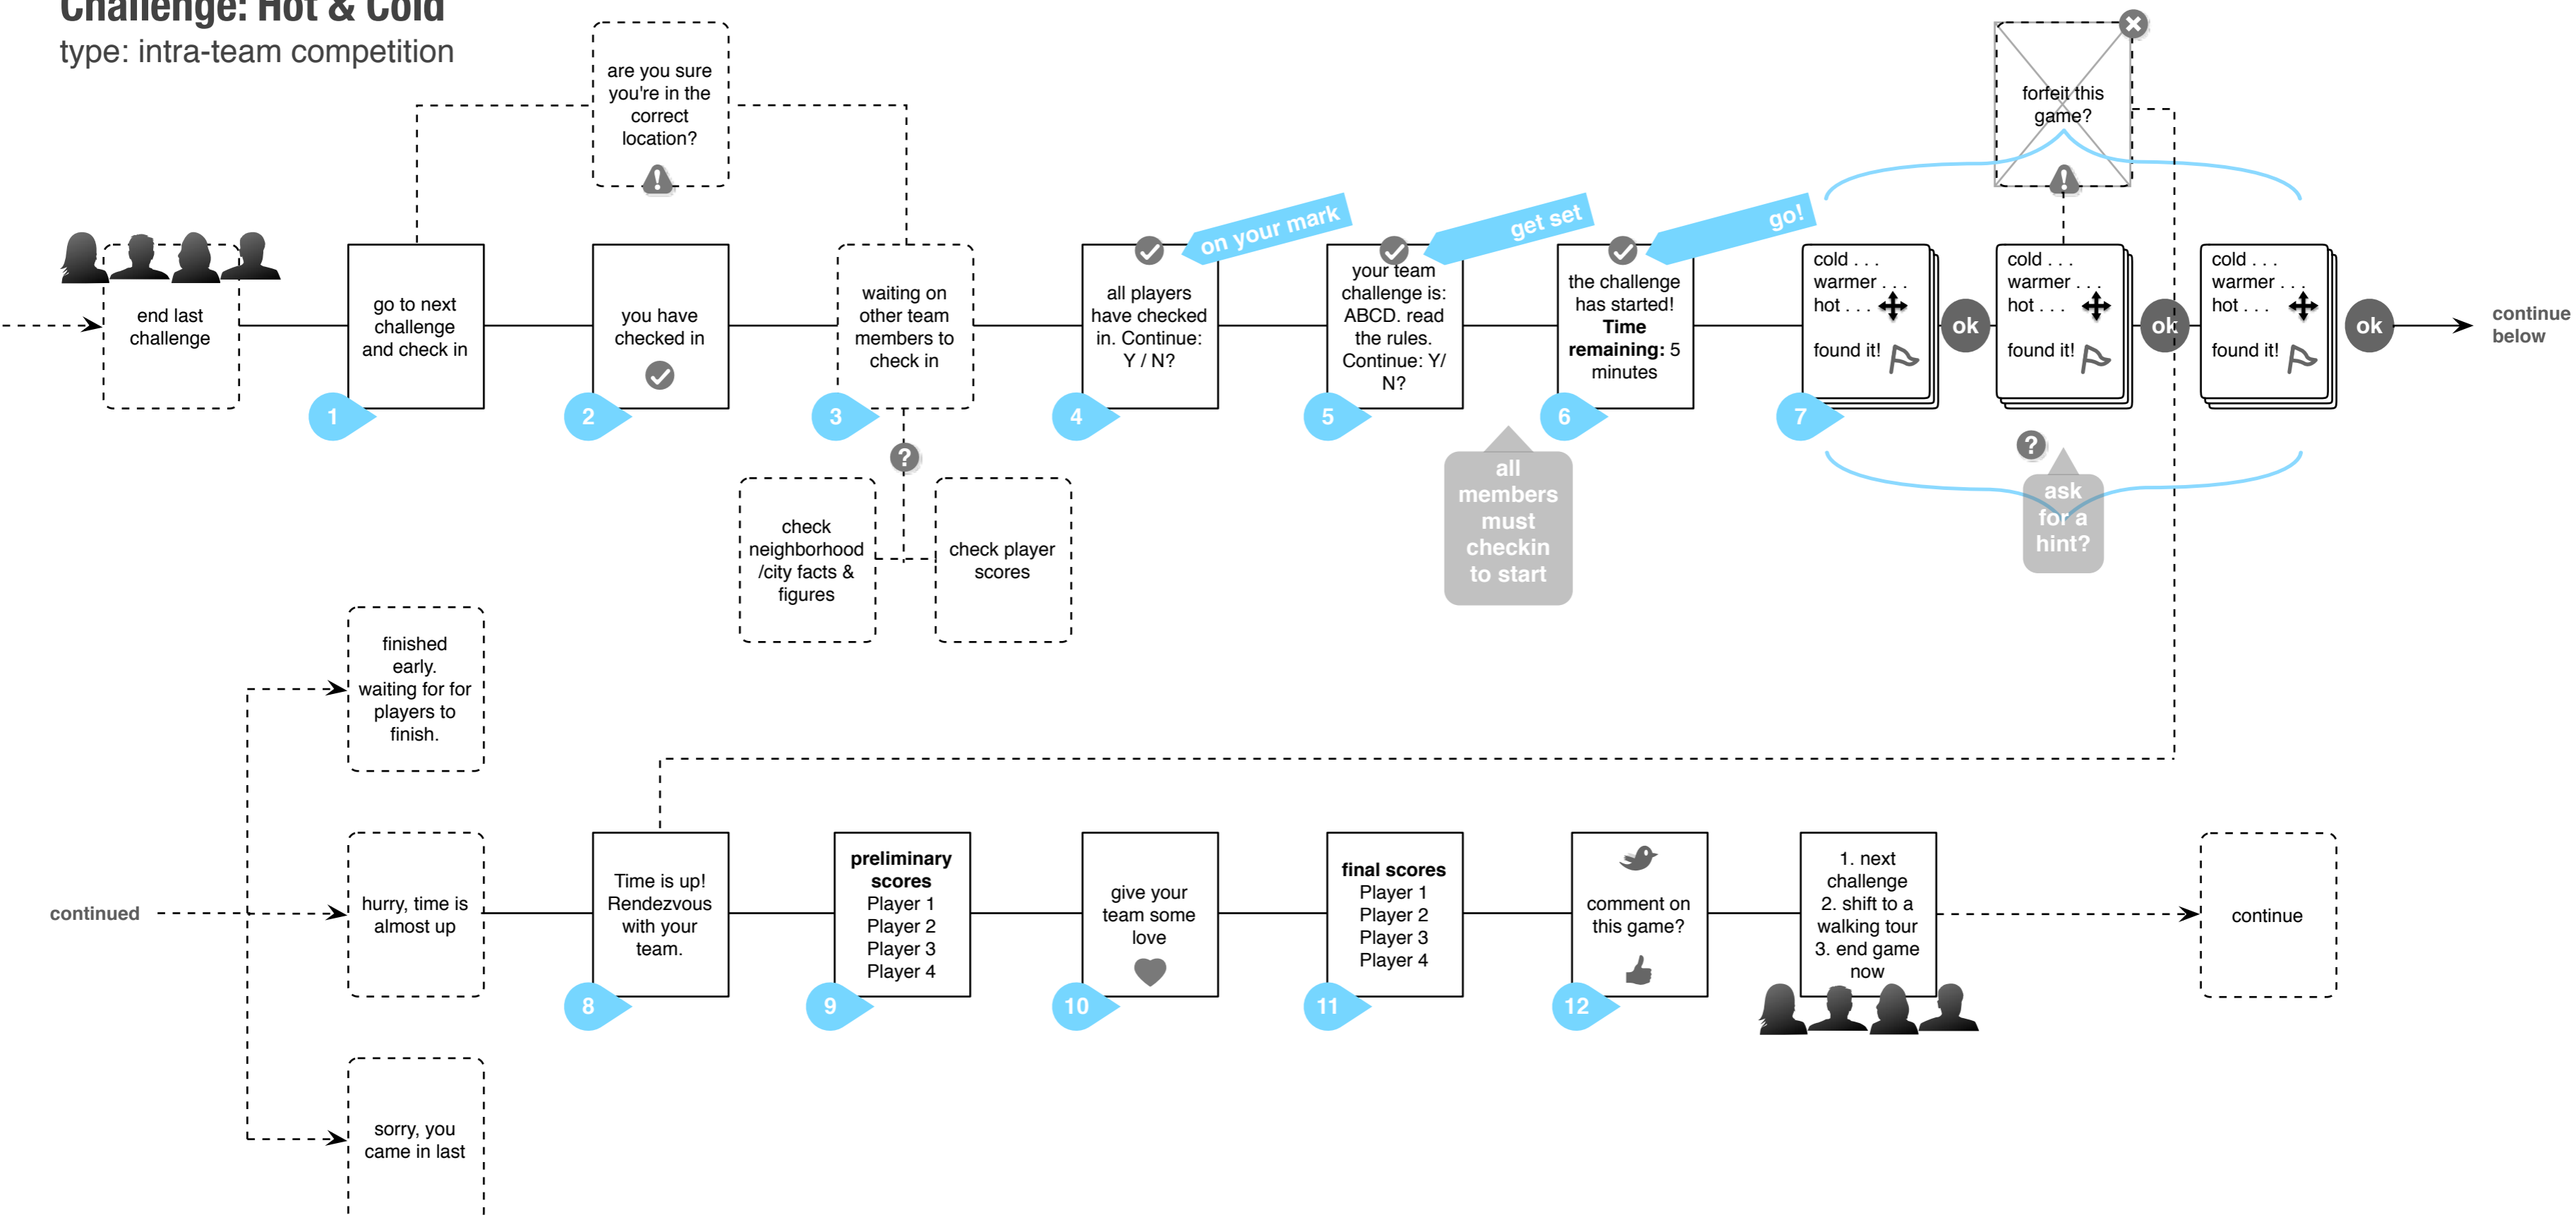 Challenge: Hot & Cold
type: intra-team competition
are you sure
you're in the
correct
location?
forfeit this
game?
on your mark
get set
go!
end last
challenge
go to next
challenge
and check in
you have
checked in
waiting on
other team
members to
check in
all players
have checked
in. Continue:
Y / N?
your team
challenge is:
ABCD. read
the rules.
Continue: Y/
N?
the challenge
has started!
Time
remaining: 5
minutes
cold . . .
warmer . . .
hot . . .
found it!
ok
cold . . .
warmer . . .
hot . . .
found it!
ok
cold . . .
warmer . . .
hot . . .
found it!
ok
continue
below
1
2
3
4
5
6
7
?
?
check
neighborhood
/city facts &
figures
check player
scores
all
members
must
checkin
to start
ask
for a
hint?
finished
early.
waiting for for
players to
finish.
continued
hurry, time is
almost up
sorry, you
came in last
Time is up!
Rendezvous
with your
team.
preliminary
scores
Player 1
Player 2
Player 3
Player 4
give your
team some
love
final scores
Player 1
Player 2
Player 3
Player 4
comment on
this game?
1. next
challenge
2. shift to a
walking tour
3. end game
now
continue
8
9
10
11
12